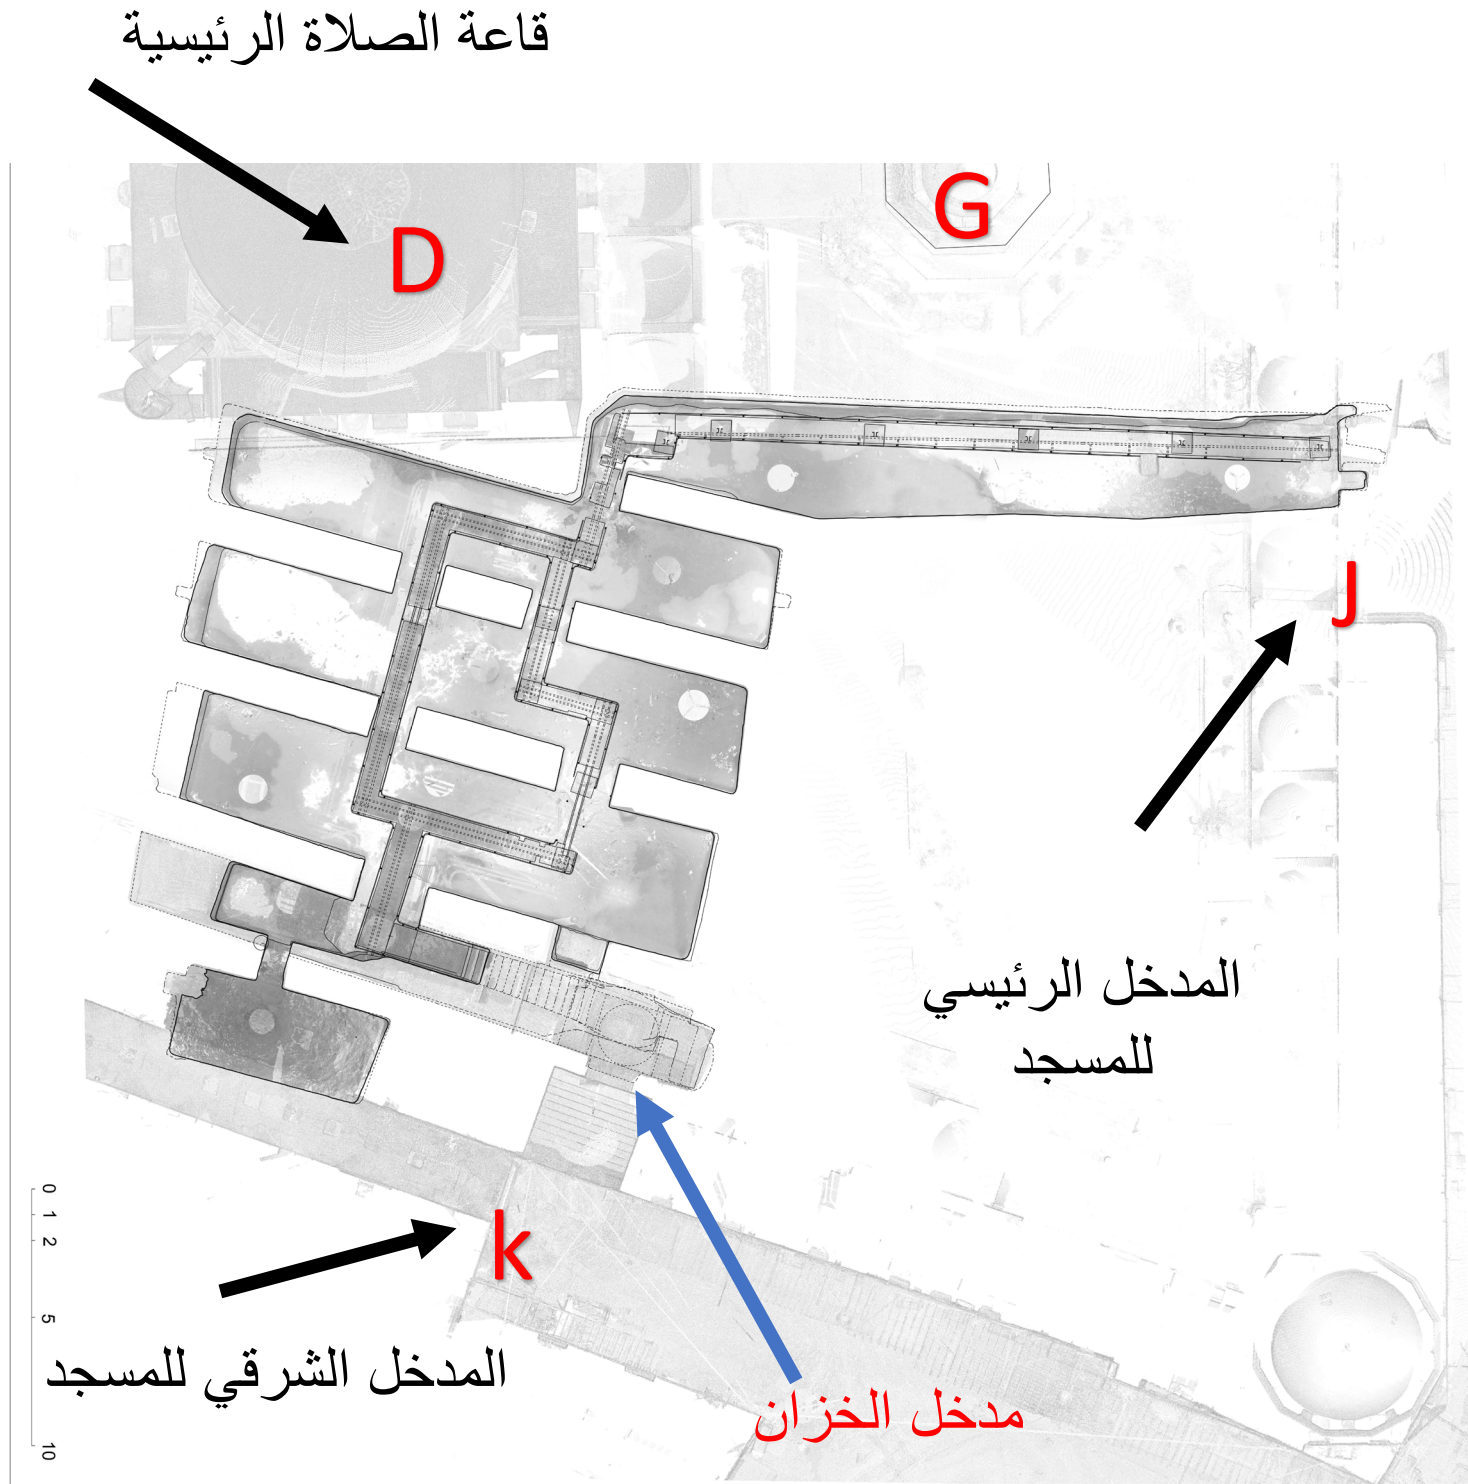 قاعة الصلاة الرئيسية
G
D
J
المدخل الرئيسي
للمسجد
k
المدخل الشرقي للمسجد
مدخل الخزان
0
1
2
5
10